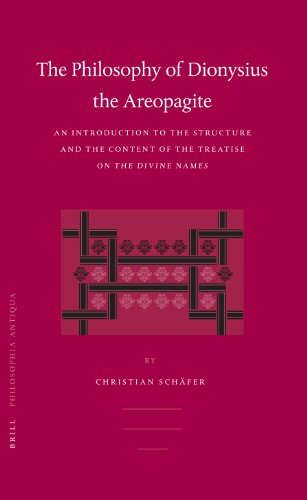 The Philosophy of Dionysius
the Areopagite
AN INTRODUCTION TO THE STRUCTURE
AND THE CONTENT OF THE TREATISE
ON THE DIVINE NAMES
BY
CHRISTIAN SCHÄFER
BRILL PHILOSOPHIA ANTIQUA